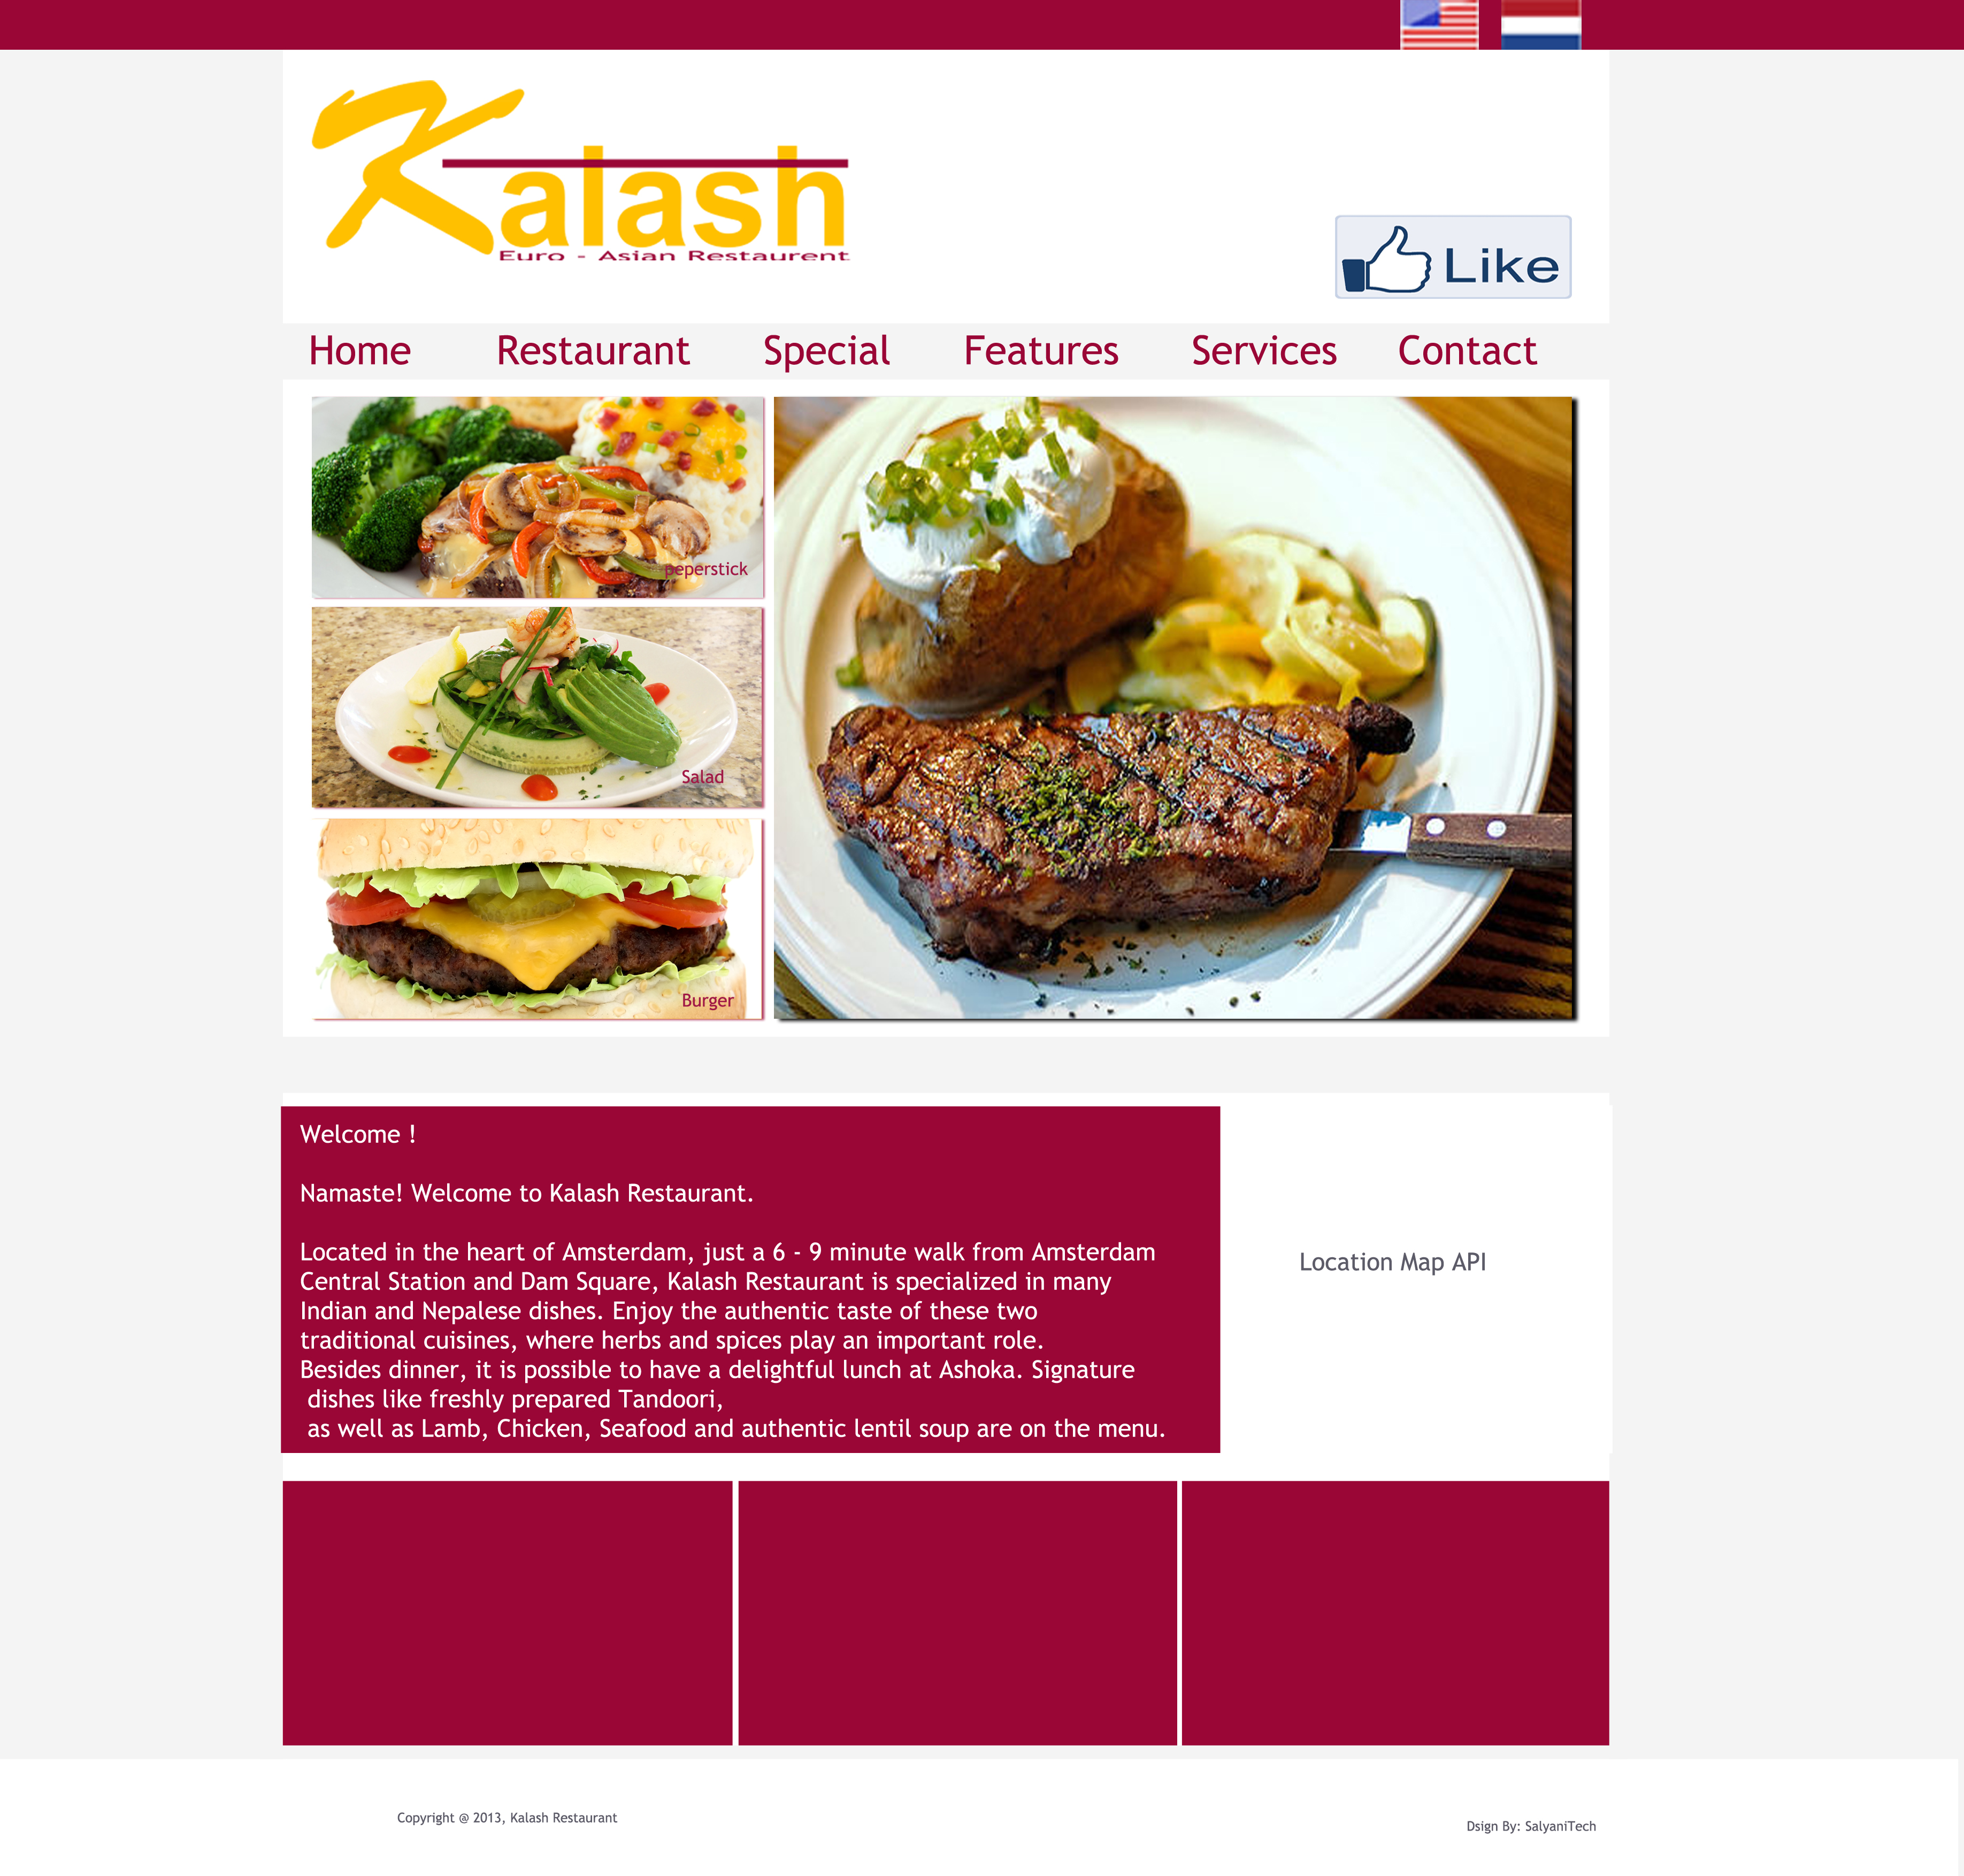 Kalash
Euro - Asian Restaurent
Like
Home Restaurant Special Features Services Contact
peperstick
Salad
Burger
Welcome !
Namaste! Welcome to Kalash Restaurant.
Located in the heart of Amsterdam, just a 6 - 9 minute walk from Amsterdam
Central Station and Dam Square, Kalash Restaurant is specialized in many
Indian and Nepalese dishes. Enjoy the authentic taste of these two
traditional cuisines, where herbs and spices play an important role.
Besides dinner, it is possible to have a delightful lunch at Ashoka. Signature
dishes like freshly prepared Tandoori,
as well as Lamb, Chicken, Seafood and authentic lentil soup are on the menu.
Location Map API
Copyright @ 2013, Kalash Restaurant
Dsign By: SalyaniTech